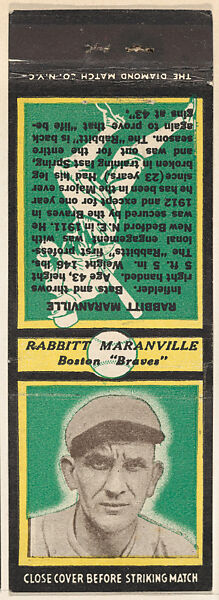 THE DIAMOND MATCH CO. N.Y.C.
RABBITT MARANVILLE
Infielder. Bats and throws
right handed. Age 43, height
5 ft. 5 in. Weight 146 lbs.
The "Rabbitts" first profess-
ional engagement was with
New Bedford N.E. in 1911. He
was secured by the Braves in
1912 and except for one year
he has been in the Majors ever
since (23 years). Had his leg
broken in training last Spring,
and was out for the entire
season. The "Rabbitt" is back
again to prove that "life be-
gins at 43".
RABBITT MARANVILLE
Boston "Braves"
CLOSE COVER BEFORE STRIKING MATCH